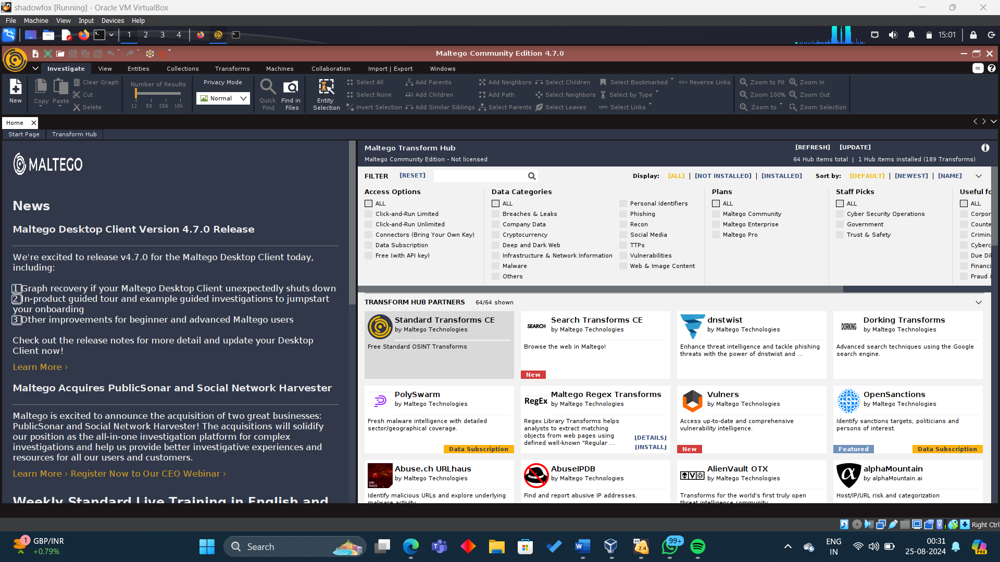 shadowfox [Running] - Oracle VM VirtualBox
File Machine View Input Devices Help
1 2 3 4
15:01
Maltego Community Edition 4.7.0
Investigate View Entities Collections Transforms Machines Collaboration Import | Export Windows
New
Copy
Paste
Clear Graph
Cut
Delete
Number of Results
12 50 256 10k
Privacy Mode
Normal
Quick Find
Find in Files
Entity Selection
Select All
Select None
Invert Selection
Add Parents
Add Children
Add Similar Siblings
Add Neighbors
Add Path
Select Parents
Select Children
Select Neighbors
Select Leaves
Select Bookmarked
Select by Type
Select Links
Reverse Links
Zoom to Fit
Zoom 100%
Zoom to
Zoom In
Zoom Out
Zoom Selection
Home
Start Page Transform Hub
MALTEGO
News
Maltego Desktop Client Version 4.7.0 Release
We're excited to release v4.7.0 for the Maltego Desktop Client today,
including:
1 Graph recovery if your Maltego Desktop Client unexpectedly shuts down
2 In-product guided tour and example guided investigations to jumpstart
your onboarding
3 Other improvements for beginner and advanced Maltego users
Check out the release notes for more detail and update your Desktop
Client now!
Learn More ›
Maltego Acquires PublicSonar and Social Network Harvester
Maltego is excited to announce the acquisition of two great businesses:
PublicSonar and Social Network Harvester! The acquisitions will solidify
our position as the all-in-one investigation platform for complex
investigations and help us provide better investigative experiences and
resources for all our users and customers.
Learn More › Register Now to Our CEO Webinar ›
Weekly Standard Live Training in English and
Maltego Transform Hub
Maltego Community Edition - Not licensed
[REFRESH] [UPDATE]
64 Hub items total | 1 Hub items installed (189 Transforms)
FILTER [RESET]
Display: [ALL] | [NOT INSTALLED] | [INSTALLED] Sort by: [DEFAULT] | [NEWEST] | [NAME]
Access Options
ALL
Click-and-Run Limited
Click-and-Run Unlimited
Connectors (Bring Your Own Key)
Data Subscription
Free (with API key)
Data Categories
ALL
Breaches & Leaks
Company Data
Cryptocurrency
Deep and Dark Web
Infrastructure & Network Information
Malware
Others
Personal Identifiers
Phishing
Recon
Social Media
TTPs
Vulnerabilities
Web & Image Content
Plans
ALL
Maltego Community
Maltego Enterprise
Maltego Pro
Staff Picks
ALL
Cyber Security Operations
Government
Trust & Safety
Useful fo
ALL
Corpor
Counte
Crimin
Cyberc
Due Dil
Financi
Fraud &
TRANSFORM HUB PARTNERS 64/64 shown
Standard Transforms CE
by Maltego Technologies
Free Standard OSINT Transforms
SEARCH
Search Transforms CE
by Maltego Technologies
Browse the web in Maltego!
New
dnstwist
by Maltego Technologies
Enhance threat intelligence and tackle phishing
threats with the power of dnstwist and ...
DORKING
Dorking Transforms
by Maltego Technologies
Advanced search techniques using the Google
search engine.
PolySwarm
by Maltego Technologies
Fresh malware intelligence with detailed
sector/geographical coverage.
Data Subscription
RegEx
Maltego Regex Transforms
by Maltego Technologies
Regex Library Transforms helps
analysts to extract matching
objects from web pages using
defined well-known "Regular ...
[DETAILS]
[INSTALL]
Vulners
by Maltego Technologies
Access up-to-date and comprehensive
vulnerability intelligence.
New
OpenSanctions
by Maltego Technologies
Identify sanctions targets, politicians and
persons of interest.
Featured
Data Subscription
URL HAUS
Abuse.ch URLhaus
by Maltego Technologies
Identify malicious URLs and explore underlying
malware activity.
AbuseIPDB
by Maltego Technologies
Find and report abusive IP addresses.
AlienVault OTX
by Maltego Technologies
Transforms for the world's first truly open
threat intelligence community.
alphaMountain
by alphaMountain.ai
Host/IP/URL risk and categorization
Right Ctrl
1
GBP/INR
+0.79%
Search
64
2.4
99+
ENG
IN
00:31
25-08-2024
PRE